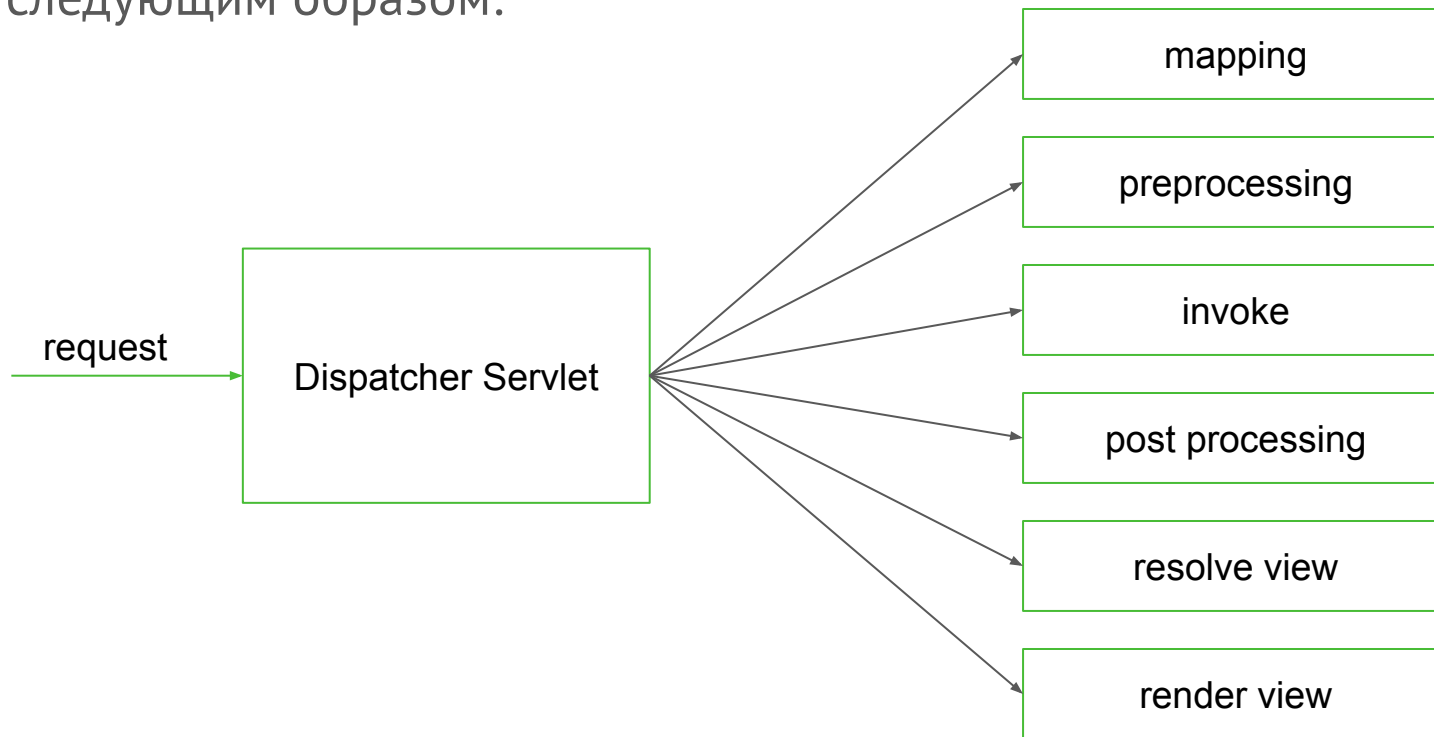 следующим образом:
mapping
preprocessing
invoke
request
Dispatcher Servlet
post processing
resolve view
render view